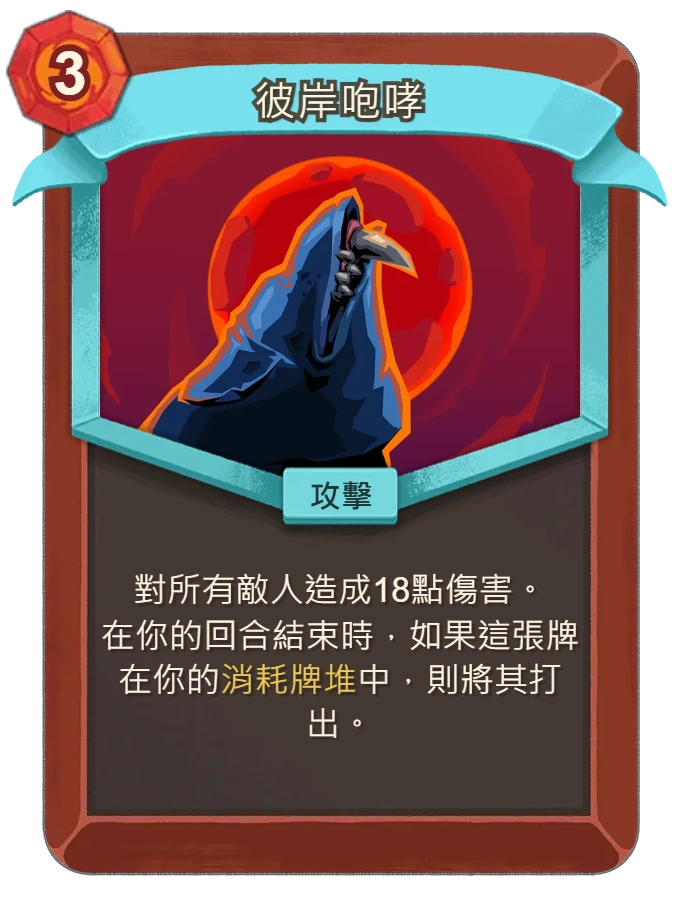 3
彼岸咆哮
攻擊
對所有敵人造成18點傷害。
在你的回合結束時，如果這張牌
在你的消耗牌堆中，則將其打
出。